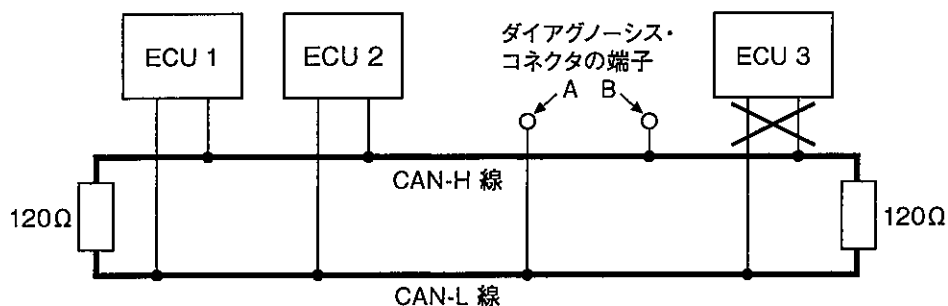 ECU 1
ECU 2
ダイアグノーシス・
コネクタの端子
A B
ECU 3
CAN-H 線
120Ω
120Ω
CAN-L 線